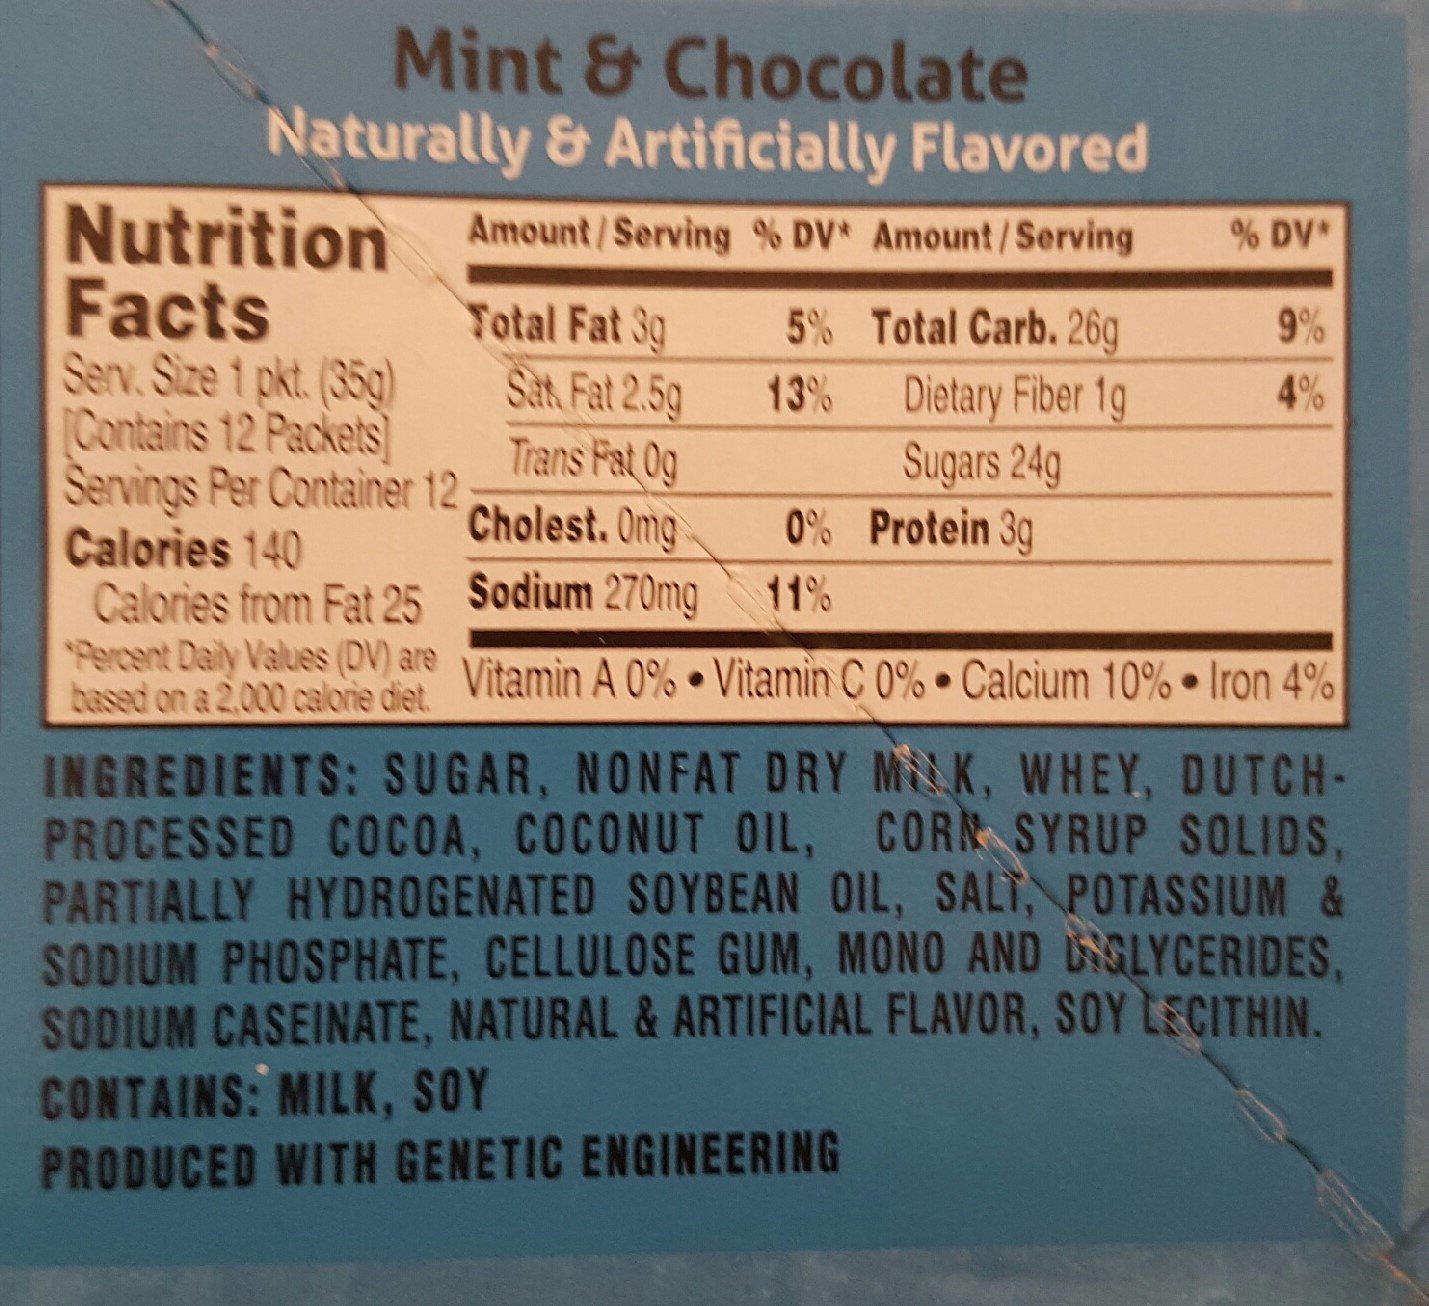 Mint & Chocolate
Naturally & Artificially Flavored
Nutrition
Facts
Serv. Size 1 pkt. (35g)
[Contains 12 Packets]
Servings Per Container 12
Calories 140
Calories from Fat 25
*Percent Daily Values (DV) are
based on a 2,000 calorie diet.
Amount / Serving % DV* Amount / Serving % DV*
Total Fat 3g 5% Total Carb. 26g 9%
Sat. Fat 2.5g 13% Dietary Fiber 1g 4%
Trans Fat 0g Sugars 24g
Cholest. 0mg 0% Protein 3g
Sodium 270mg 11%
Vitamin A 0% • Vitamin C 0% • Calcium 10% • Iron 4%
INGREDIENTS: SUGAR, NONFAT DRY MILK, WHEY, DUTCH-
PROCESSED COCOA, COCONUT OIL, CORN SYRUP SOLIDS,
PARTIALLY HYDROGENATED SOYBEAN OIL, SALT, POTASSIUM &
SODIUM PHOSPHATE, CELLULOSE GUM, MONO AND DIGLYCERIDES,
SODIUM CASEINATE, NATURAL & ARTIFICIAL FLAVOR, SOY LECITHIN.
CONTAINS: MILK, SOY
PRODUCED WITH GENETIC ENGINEERING